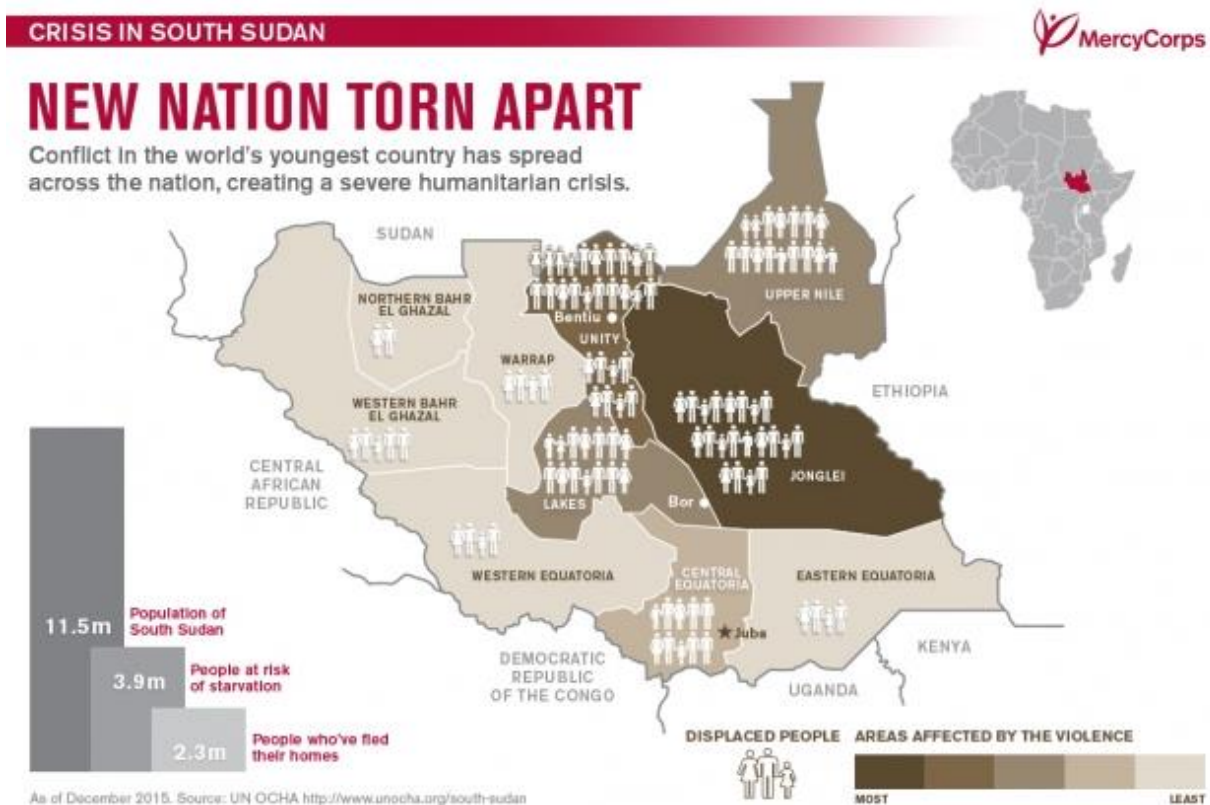 CRISIS IN SOUTH SUDAN
MercyCorps
NEW NATION TORN APART
Conflict in the world's youngest country has spread
across the nation, creating a severe humanitarian crisis.
SUDAN
NORTHERN BAHR
EL GHAZAL
UPPER NILE
Bentiu
UNITY
WARRAP
ETHIOPIA
WESTERN BAHR
EL GHAZAL
CENTRAL
AFRICAN
REPUBLIC
JONGLEI
LAKES
Bor
WESTERN EQUATORIA
CENTRAL
EQUATORIA
EASTERN EQUATORIA
Juba
KENYA
DEMOCRATIC
REPUBLIC
OF THE CONGO
UGANDA
11.5m
Population of
South Sudan
3.9m
People at risk
of starvation
2.3m
People who've fled
their homes
DISPLACED PEOPLE
AREAS AFFECTED BY THE VIOLENCE
MOST
LEAST
As of December 2015. Source: UN OCHA http://www.unocha.org/south-sudan